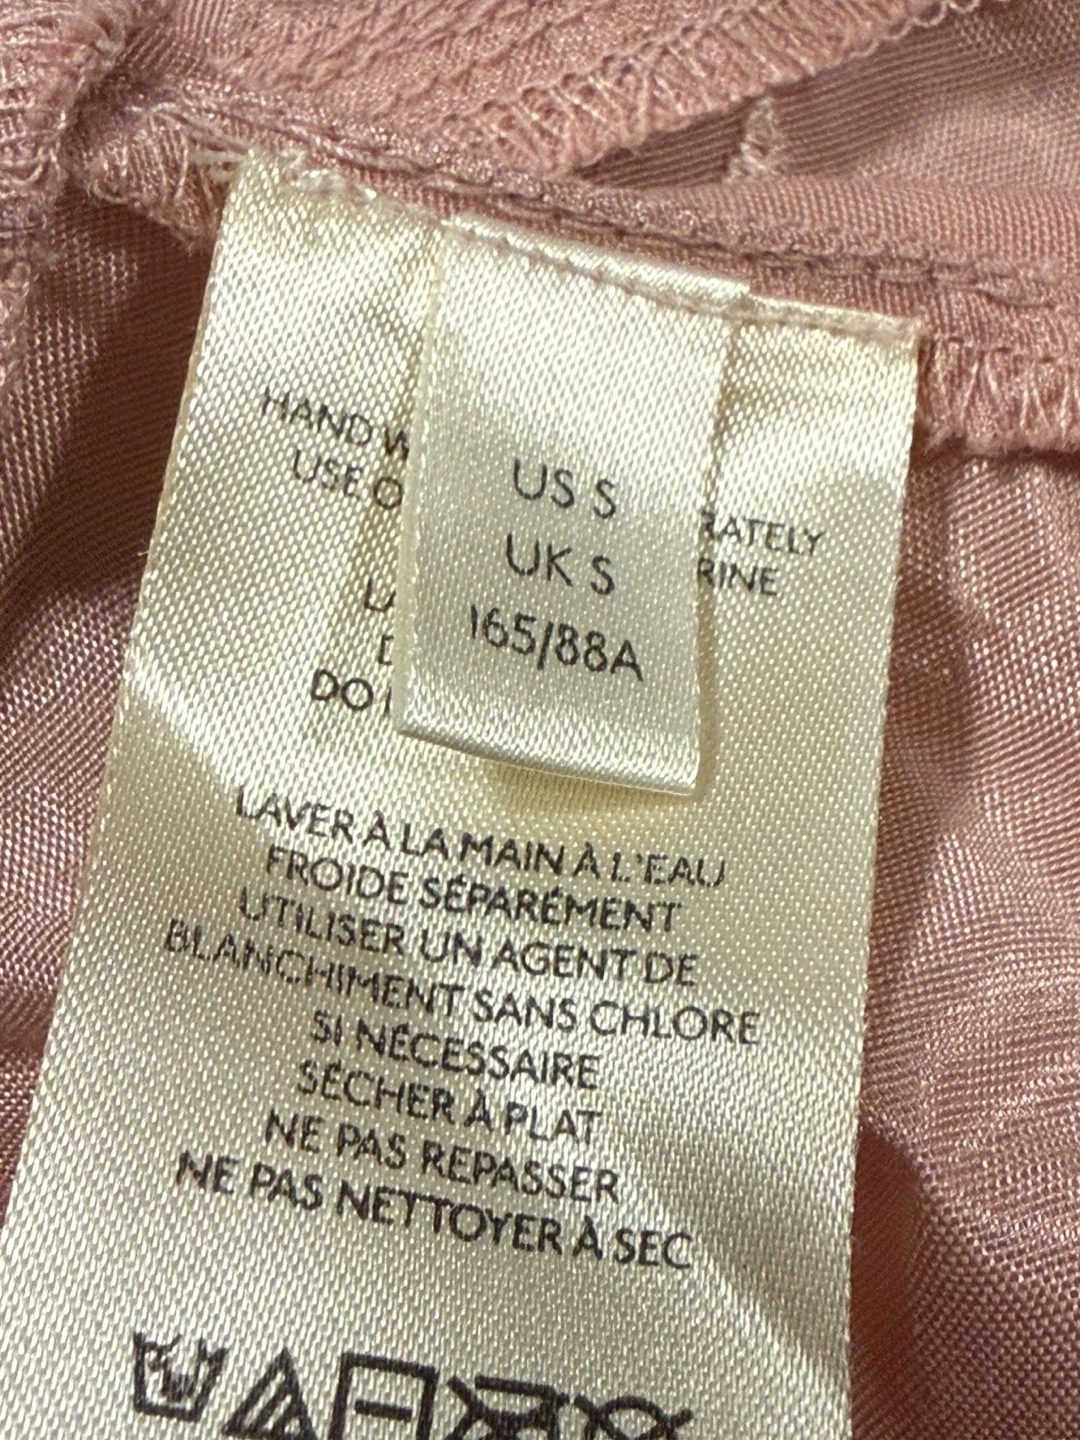 US S
UK S
165/88A
HAND
USE
RATELY
RINE
DO
LAVER À LA MAIN À L'EAU
FROIDE SÉPARÉMENT
UTILISER UN AGENT DE
BLANCHIMENT SANS CHLORE
SI NÉCESSAIRE
SÉCHER À PLAT
NE PAS REPASSER
NE PAS NETTOYER À SEC